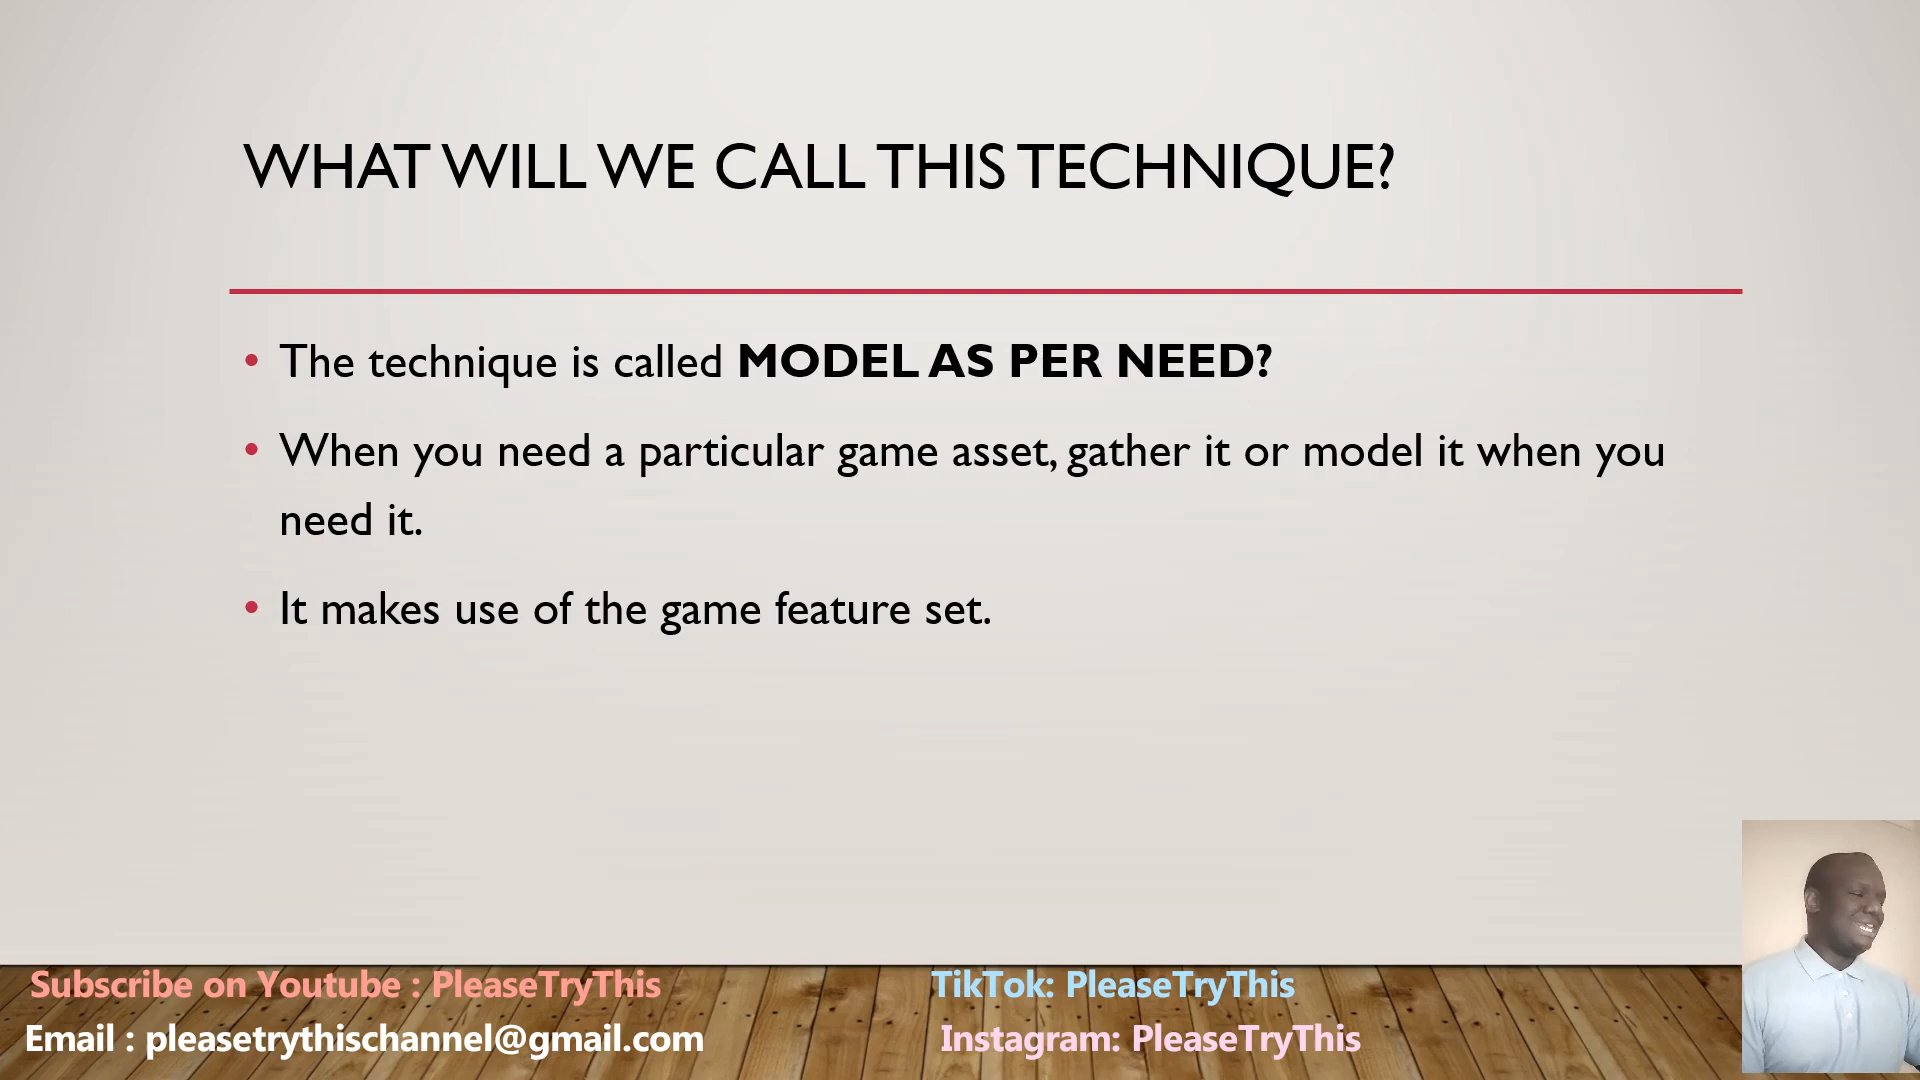 WHAT WILL WE CALL THIS TECHNIQUE?
• The technique is called MODEL AS PER NEED?
• When you need a particular game asset, gather it or model it when you
need it.
• It makes use of the game feature set.
Subscribe on Youtube : PleaseTryThis
TikTok: PleaseTryThis
Email : pleasetrythischannel@gmail.com
Instagram: PleaseTryThis